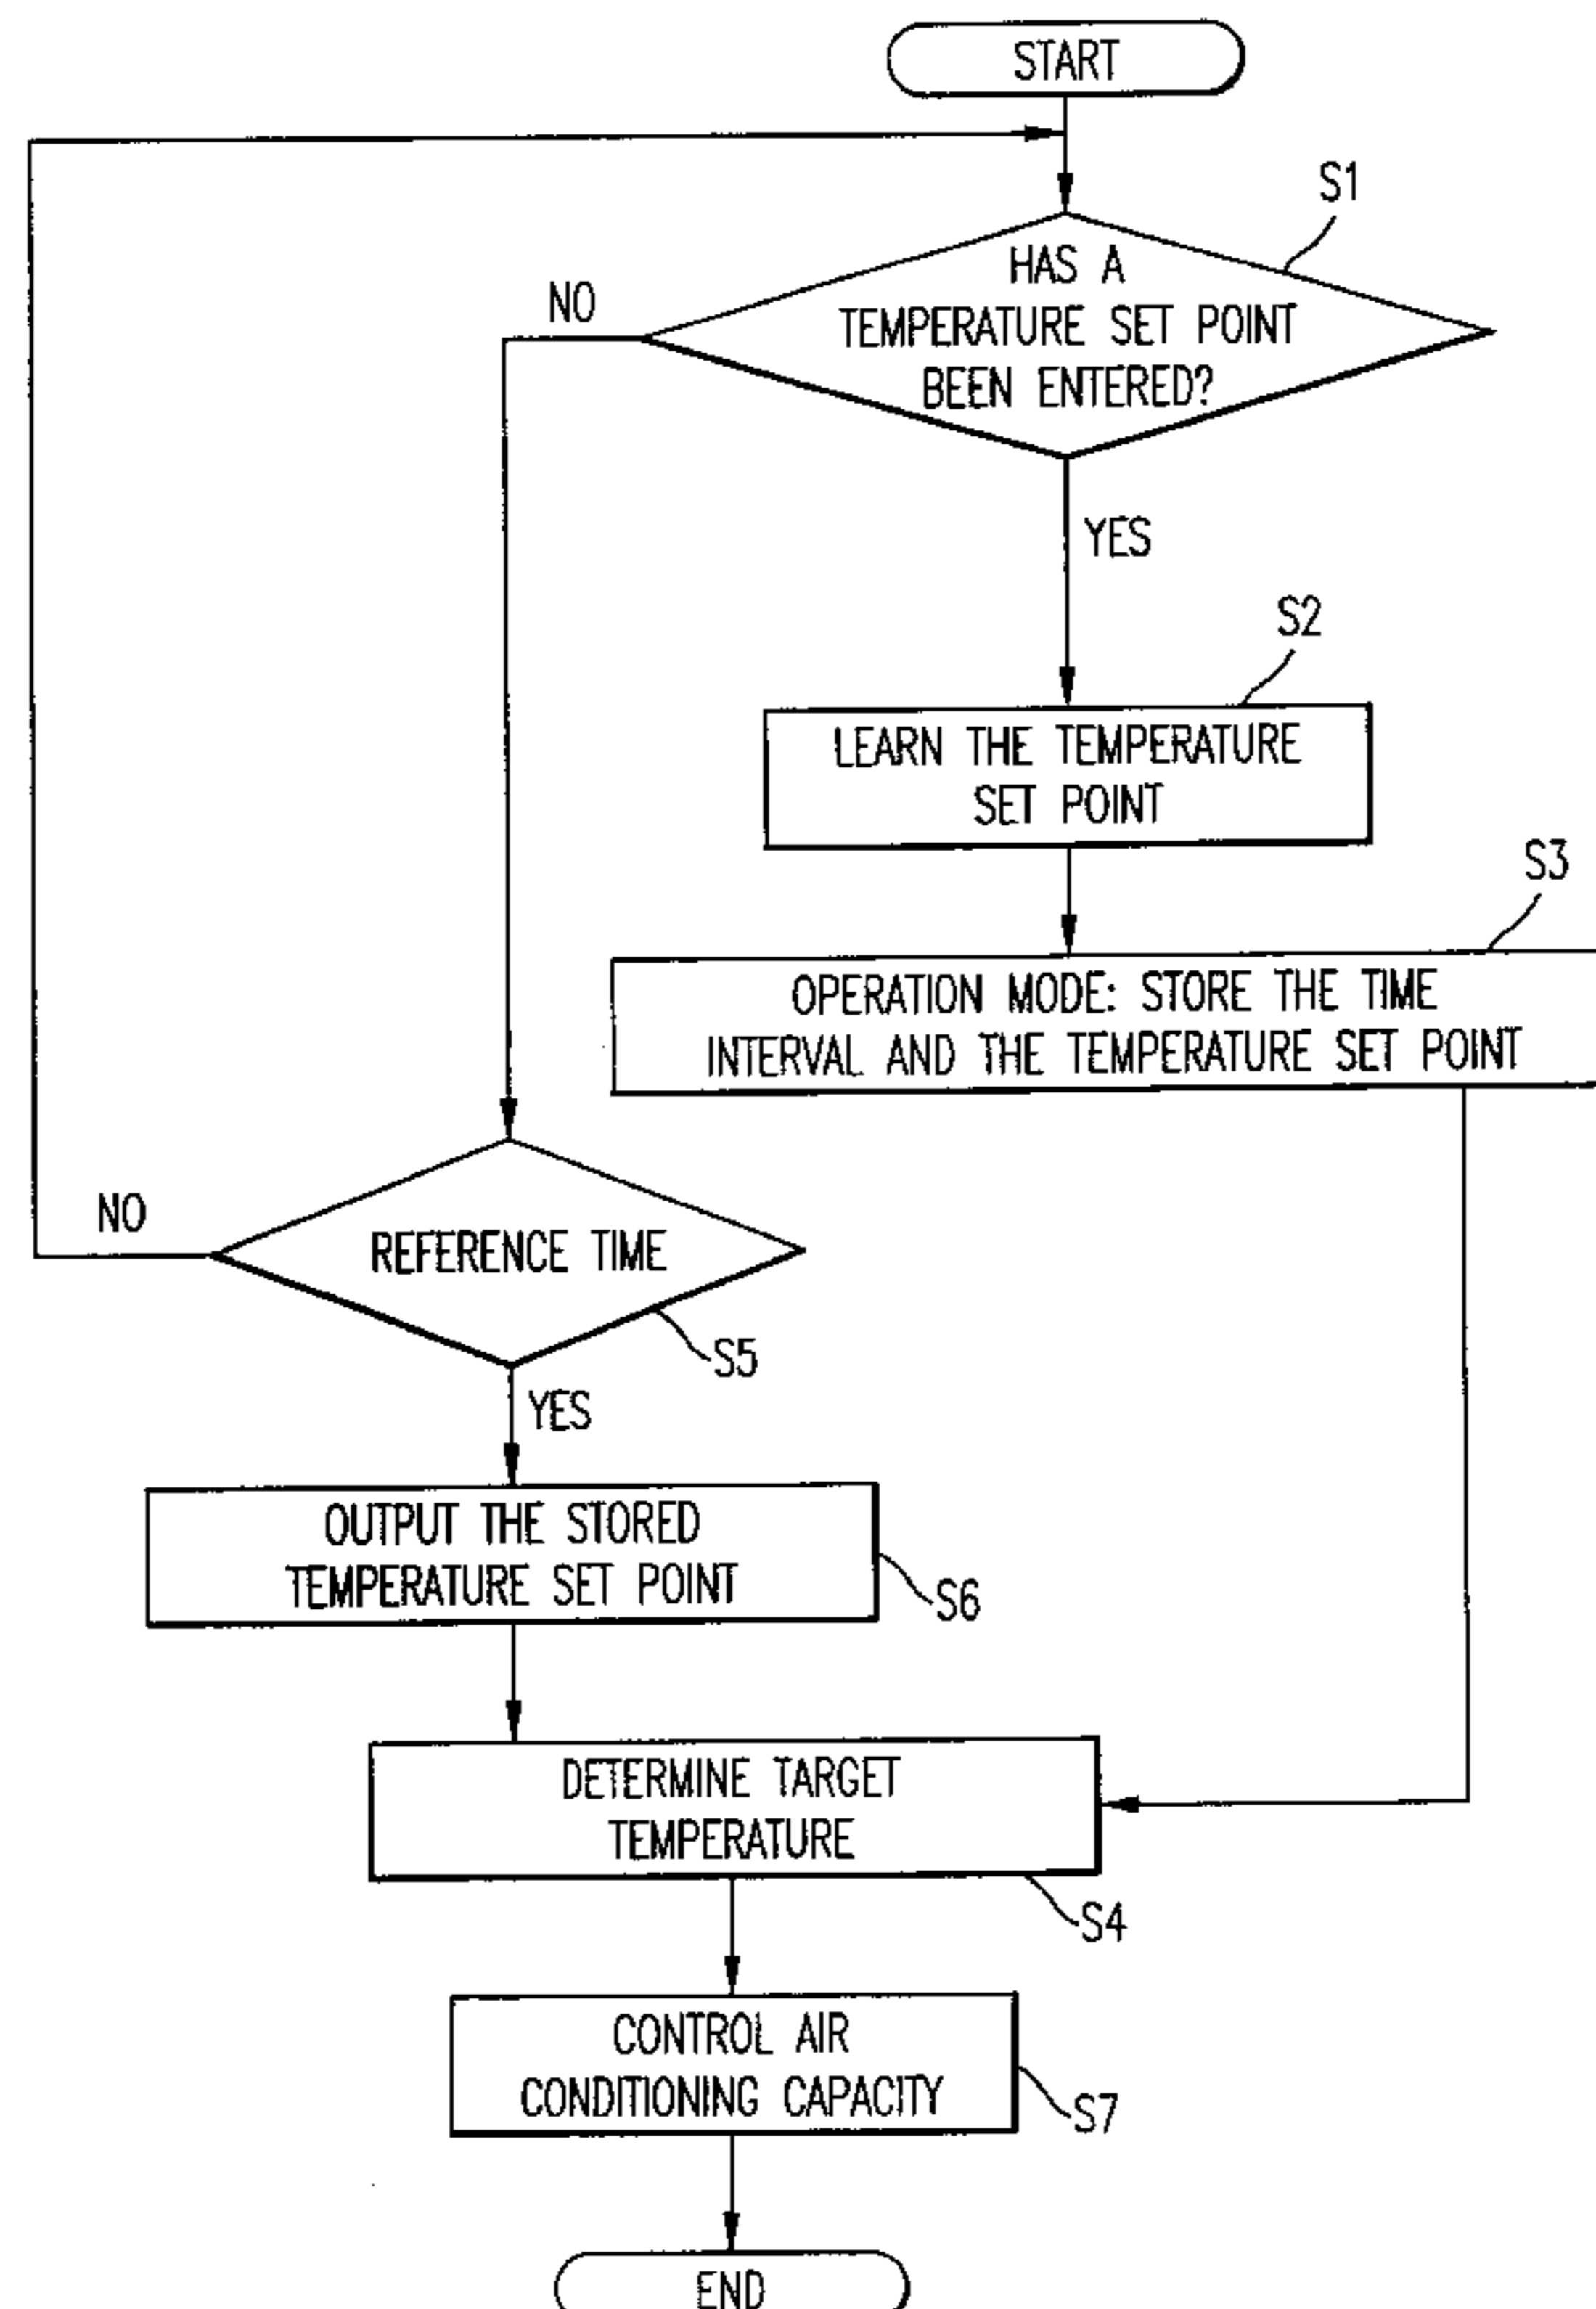 START
S1
HAS A
TEMPERATURE SET POINT
BEEN ENTERED?
NO
YES
S2
LEARN THE TEMPERATURE
SET POINT
S3
OPERATION MODE: STORE THE TIME
INTERVAL AND THE TEMPERATURE SET POINT
NO
REFERENCE TIME
S5
YES
OUTPUT THE STORED
TEMPERATURE SET POINT
S6
DETERMINE TARGET
TEMPERATURE
S4
CONTROL AIR
CONDITIONING CAPACITY
S7
END